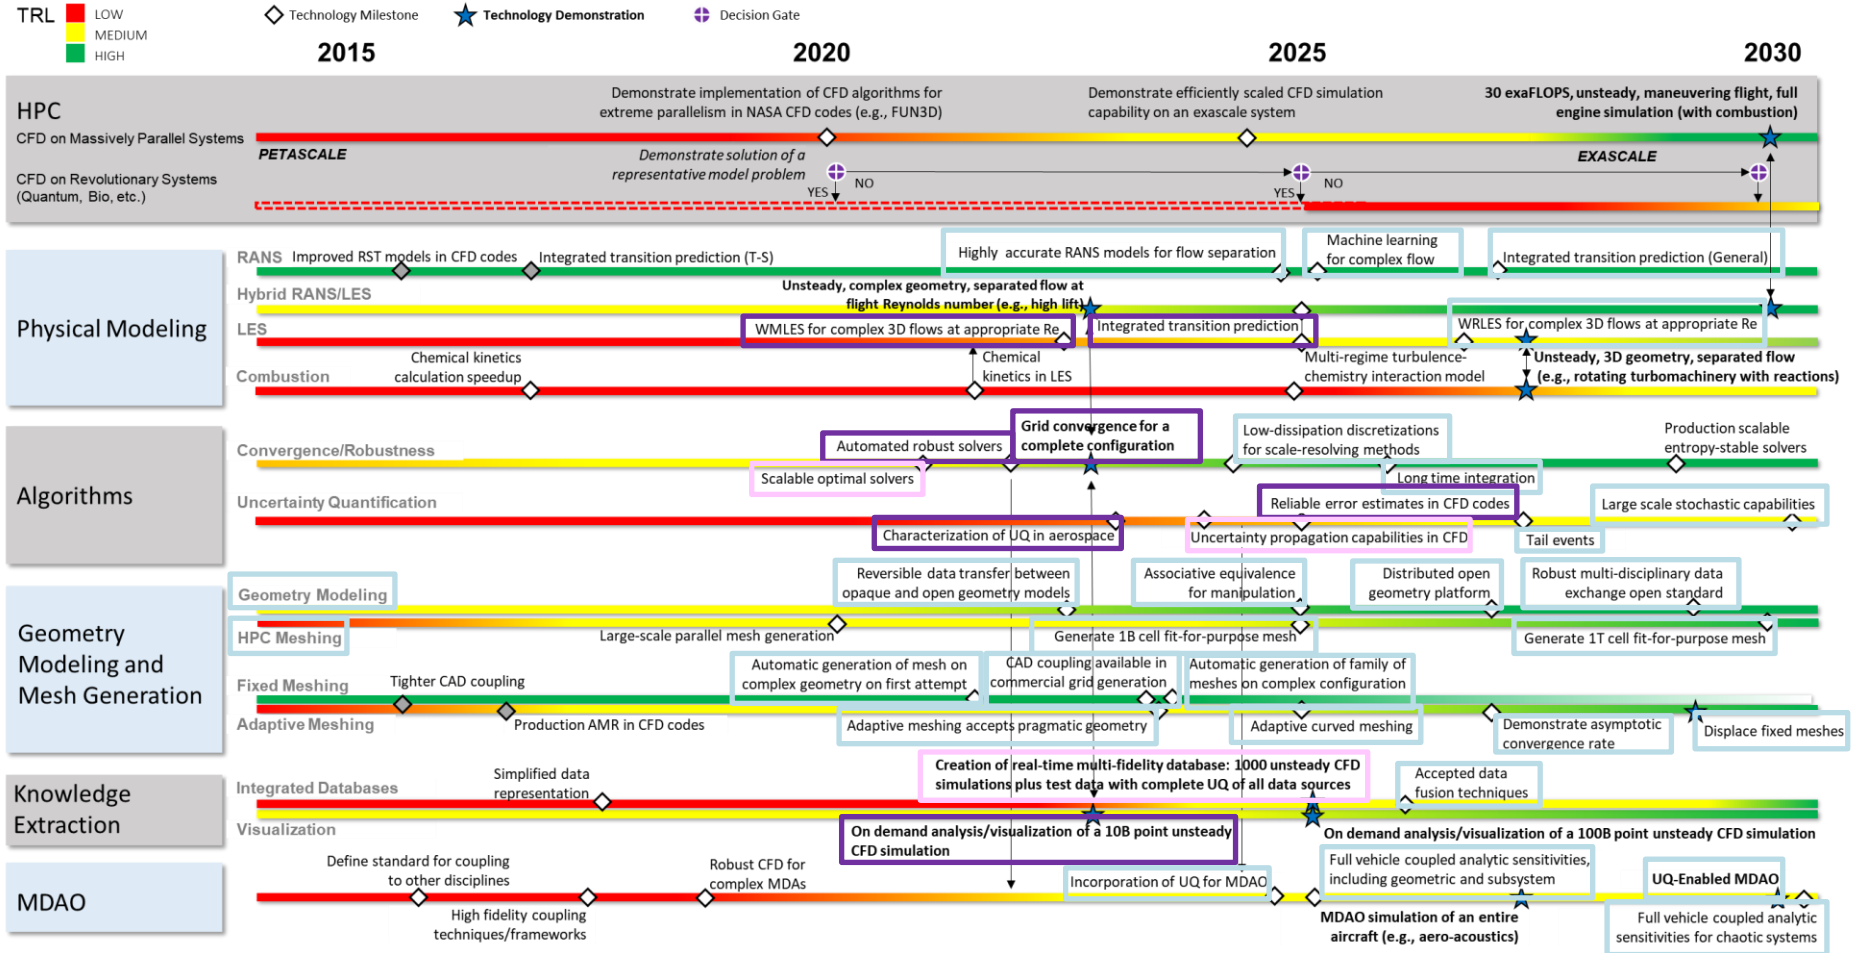 TRL
LOW
MEDIUM
HIGH
Technology Milestone
Technology Demonstration
Decision Gate
2015
2020
2025
2030
HPC
CFD on Massively Parallel Systems
CFD on Revolutionary Systems
(Quantum, Bio, etc.)
Demonstrate implementation of CFD algorithms for
extreme parallelism in NASA CFD codes (e.g., FUN3D)
Demonstrate efficiently scaled CFD simulation
capability on an exascale system
30 exaFLOPS, unsteady, maneuvering flight, full
engine simulation (with combustion)
PETASCALE
Demonstrate solution of a
representative model problem
EXASCALE
NO
YES
NO
YES
Physical Modeling
RANS
Improved RST models in CFD codes
Integrated transition prediction (T-S)
Highly accurate RANS models for flow separation
Machine learning
for complex flow
Integrated transition prediction (General)
Hybrid RANS/LES
Unsteady, complex geometry, separated flow at
flight Reynolds number (e.g., high lift)
LES
WMLES for complex 3D flows at appropriate Re
Integrated transition prediction
WRLES for complex 3D flows at appropriate Re
Combustion
Chemical kinetics
calculation speedup
Chemical
kinetics in LES
Multi-regime turbulence-
chemistry interaction model
Unsteady, 3D geometry, separated flow
(e.g., rotating turbomachinery with reactions)
Algorithms
Convergence/Robustness
Automated robust solvers
Grid convergence for a
complete configuration
Low-dissipation discretizations
for scale-resolving methods
Production scalable
entropy-stable solvers
Scalable optimal solvers
Long time integration
Uncertainty Quantification
Characterization of UQ in aerospace
Reliable error estimates in CFD codes
Uncertainty propagation capabilities in CFD
Large scale stochastic capabilities
Tail events
Geometry
Modeling and
Mesh Generation
Geometry Modeling
Reversible data transfer between
opaque and open geometry models
Associative equivalence
for manipulation
Distributed open
geometry platform
Robust multi-disciplinary data
exchange open standard
HPC Meshing
Large-scale parallel mesh generation
Generate 1B cell fit-for-purpose mesh
Generate 1T cell fit-for-purpose mesh
Fixed Meshing
Tighter CAD coupling
Automatic generation of mesh on
complex geometry on first attempt
CAD coupling available in
commercial grid generation
Automatic generation of family of
meshes on complex configuration
Adaptive Meshing
Production AMR in CFD codes
Adaptive meshing accepts pragmatic geometry
Adaptive curved meshing
Demonstrate asymptotic
convergence rate
Displace fixed meshes
Knowledge
Extraction
Integrated Databases
Simplified data
representation
Creation of real-time multi-fidelity database: 1000 unsteady CFD
simulations plus test data with complete UQ of all data sources
Accepted data
fusion techniques
Visualization
On demand analysis/visualization of a 10B point unsteady
CFD simulation
On demand analysis/visualization of a 100B point unsteady CFD simulation
MDAO
Define standard for coupling
to other disciplines
High fidelity coupling
techniques/frameworks
Robust CFD for
complex MDAs
Incorporation of UQ for MDAO
Full vehicle coupled analytic sensitivities,
including geometric and subsystem
MDAO simulation of an entire
aircraft (e.g., aero-acoustics)
UQ-Enabled MDAO
Full vehicle coupled analytic
sensitivities for chaotic systems